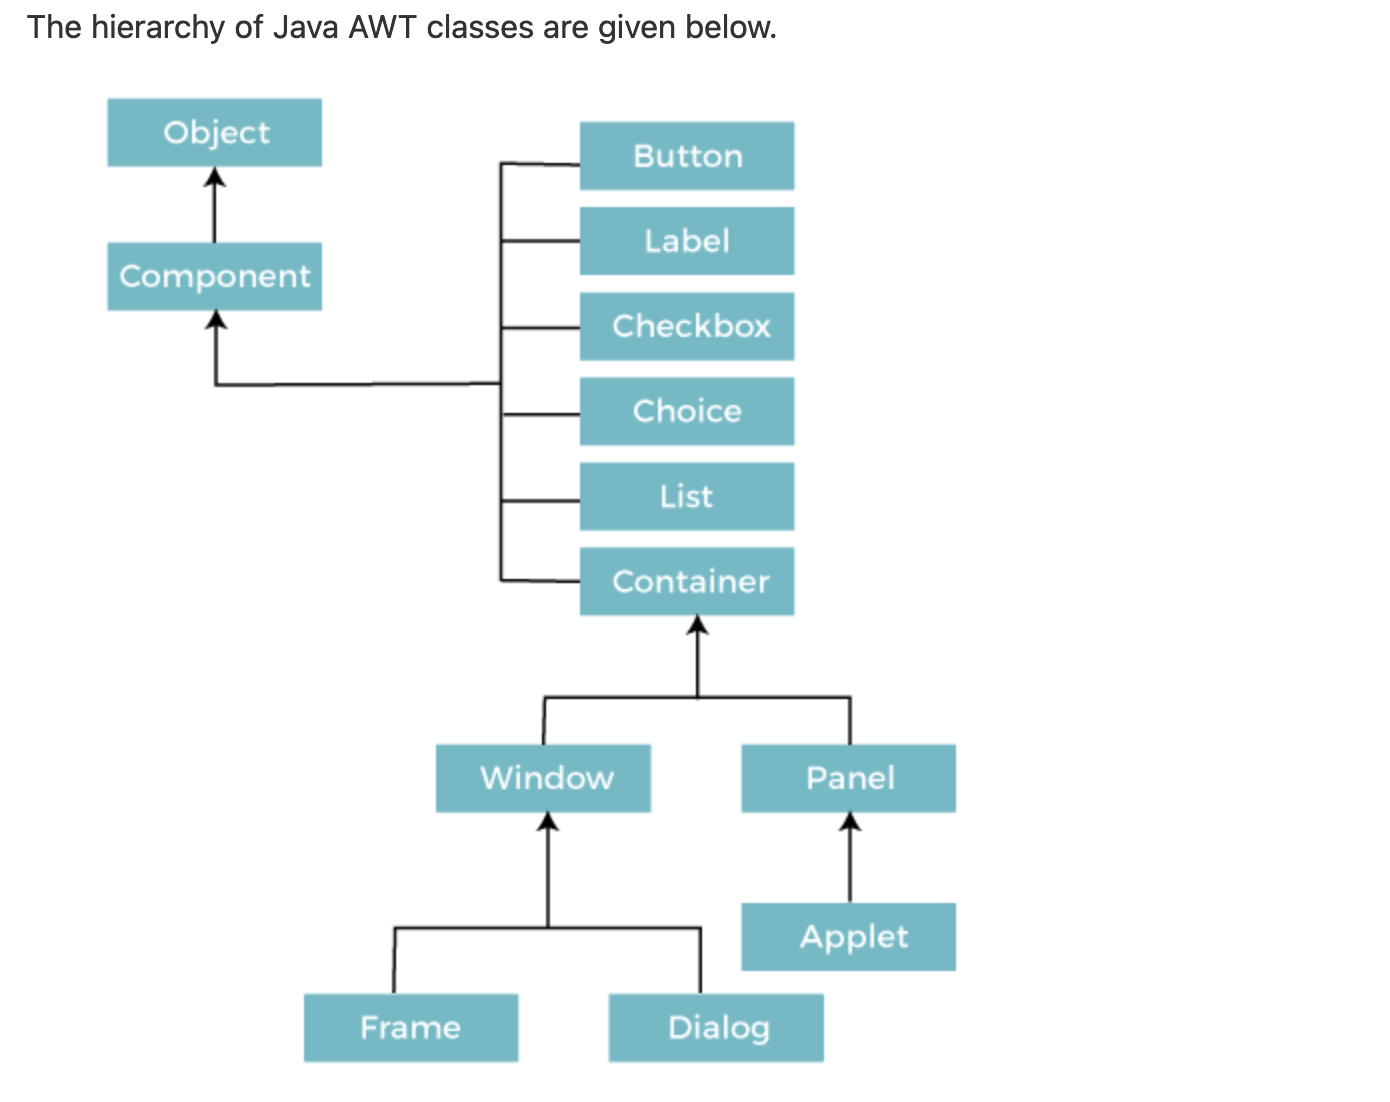 The hierarchy of Java AWT classes are given below.
Object
Component
Button
Label
Checkbox
Choice
List
Container
Window
Panel
Applet
Frame
Dialog